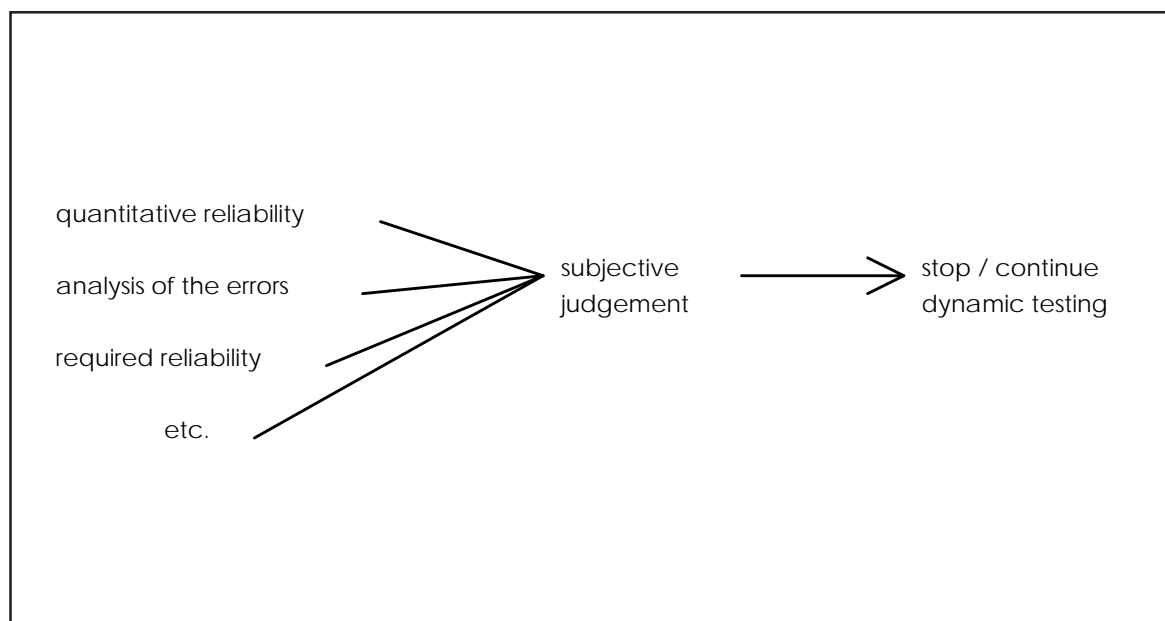 quantitative reliability
analysis of the errors
required reliability
etc.
subjective
judgement
stop / continue
dynamic testing